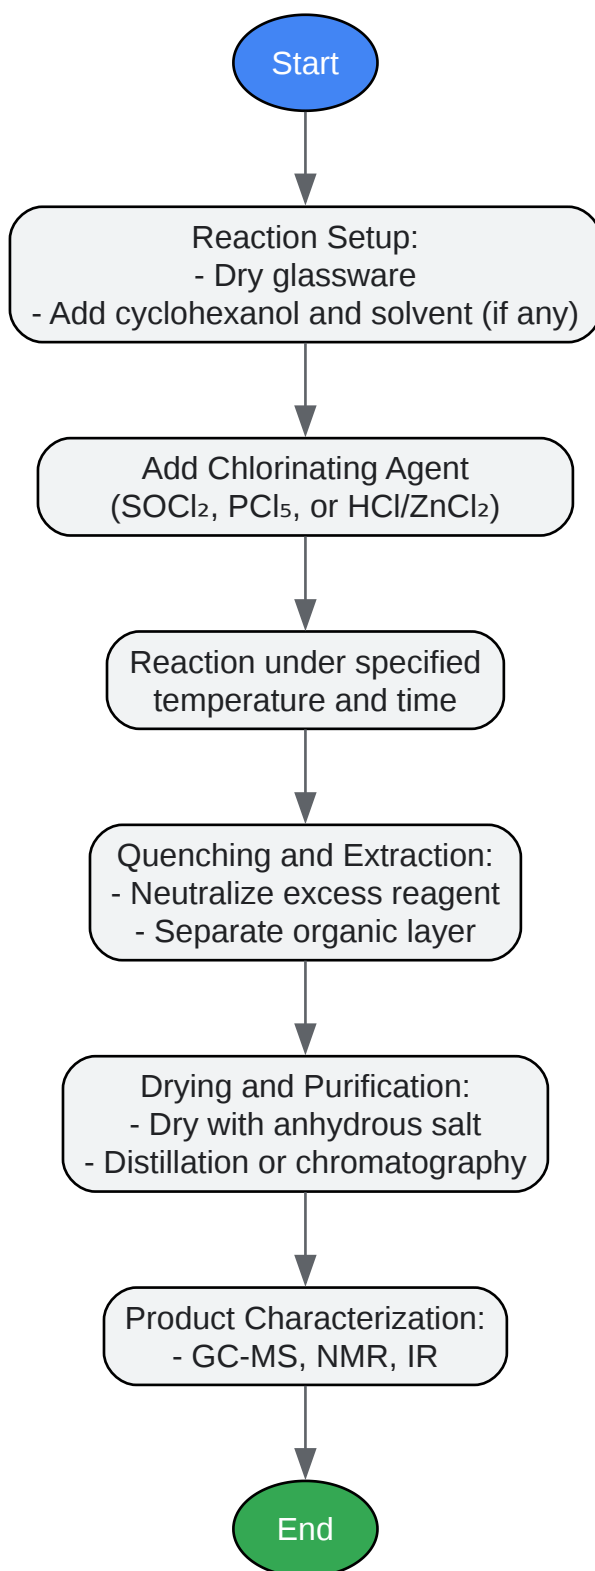 Start
Reaction Setup:
- Dry glassware
- Add cyclohexanol and solvent (if any)
Add Chlorinating Agent
(SOCl₂, PCl₅, or HCl/ZnCl₂)
Reaction under specified
temperature and time
Quenching and Extraction:
- Neutralize excess reagent
- Separate organic layer
Drying and Purification:
- Dry with anhydrous salt
- Distillation or chromatography
Product Characterization:
- GC-MS, NMR, IR
End